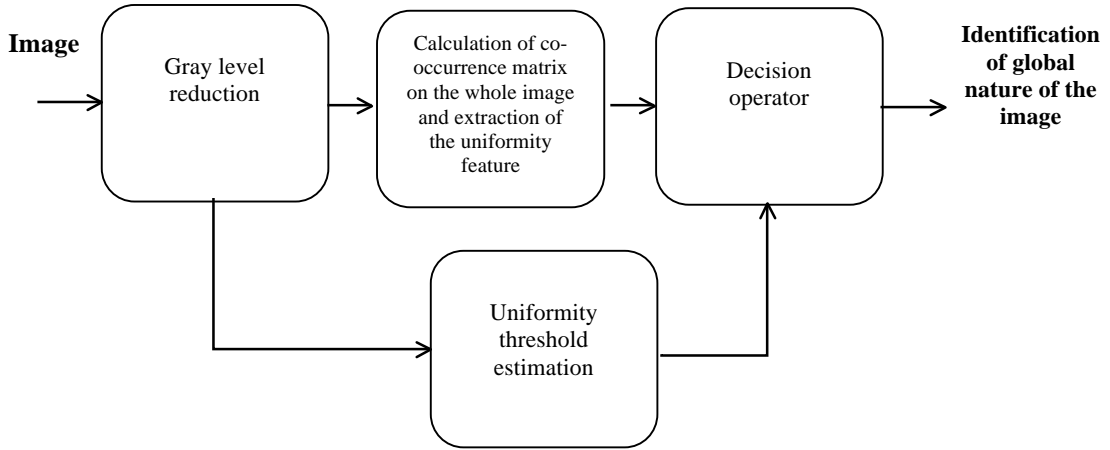 Image
Gray level
reduction
Calculation of co-
occurrence matrix
on the whole image
and extraction of
the uniformity
feature
Decision
operator
Identification
of global
nature of the
image
Uniformity
threshold
estimation